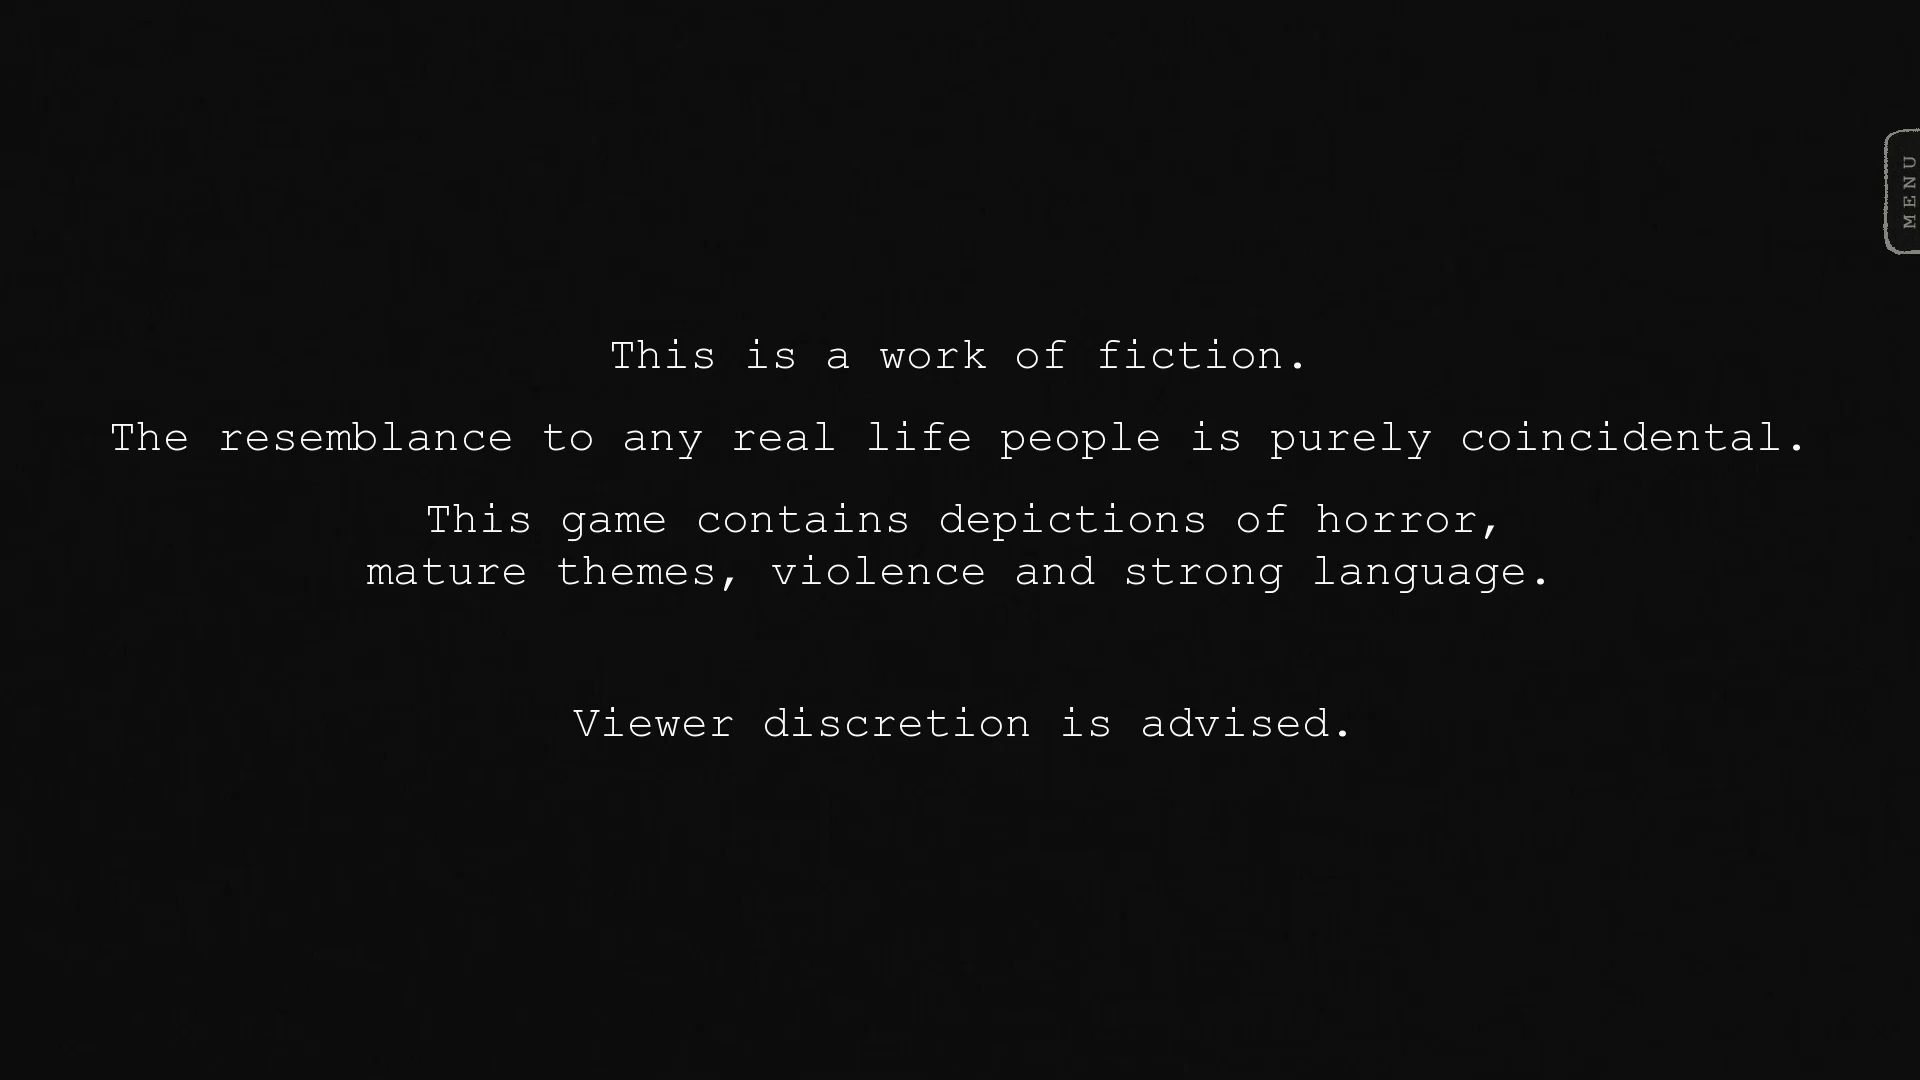 MENU
This is a work of fiction.
The resemblance to any real life people is purely coincidental.
This game contains depictions of horror,
mature themes, violence and strong language.
Viewer discretion is advised.